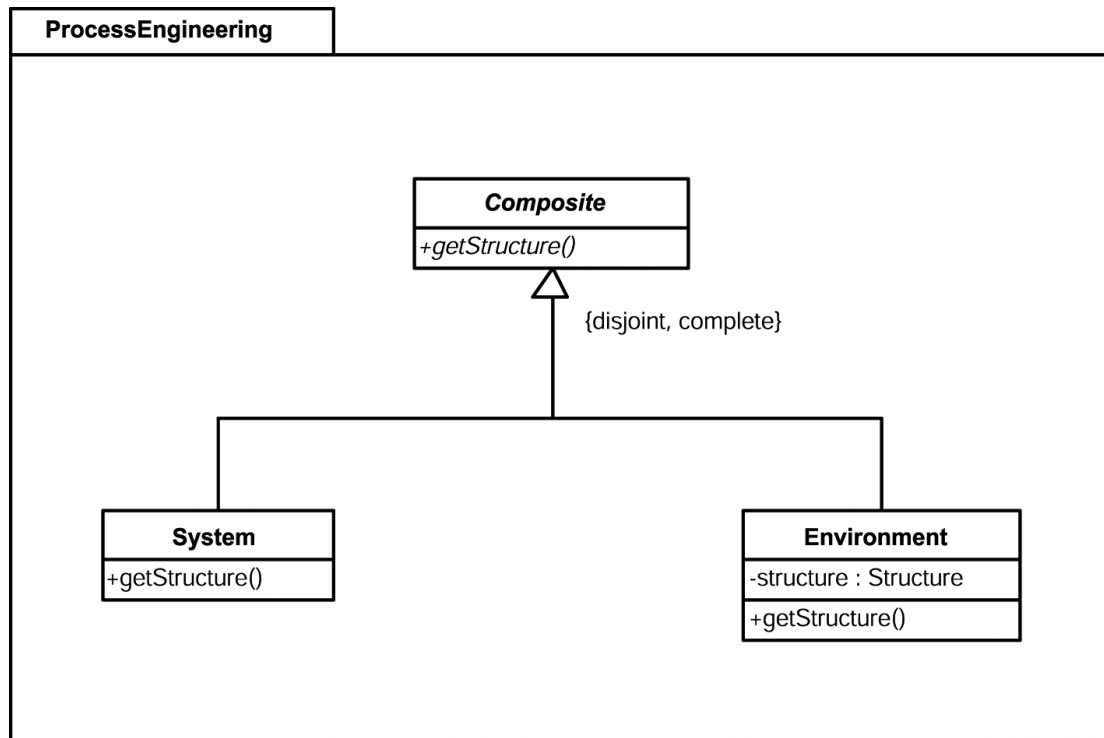 ProcessEngineering
Composite
+getStructure()
{disjoint, complete}
System
+getStructure()
Environment
-structure : Structure
+getStructure()